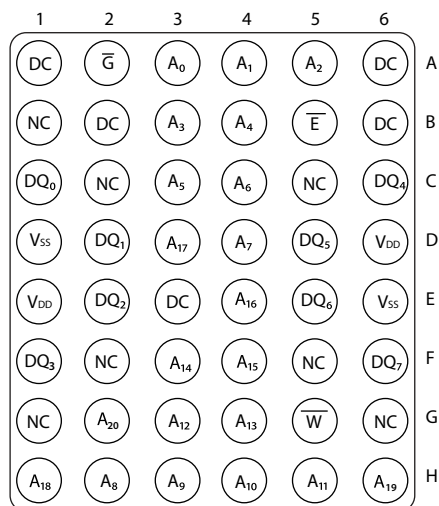 1 2 3 4 5 6
DC G̅ A₀ A₁ A₂ DC A
NC DC A₃ A₄ E̅ DC B
DQ₀ NC A₅ A₆ NC DQ₄ C
Vss DQ₁ A₁₇ A₇ DQ₅ VDD D
VDD DQ₂ DC A₁₆ DQ₆ Vss E
DQ₃ NC A₁₄ A₁₅ NC DQ₇ F
NC A₂₀ A₁₂ A₁₃ W̅ NC G
A₁₈ A₈ A₉ A₁₀ A₁₁ A₁₉ H